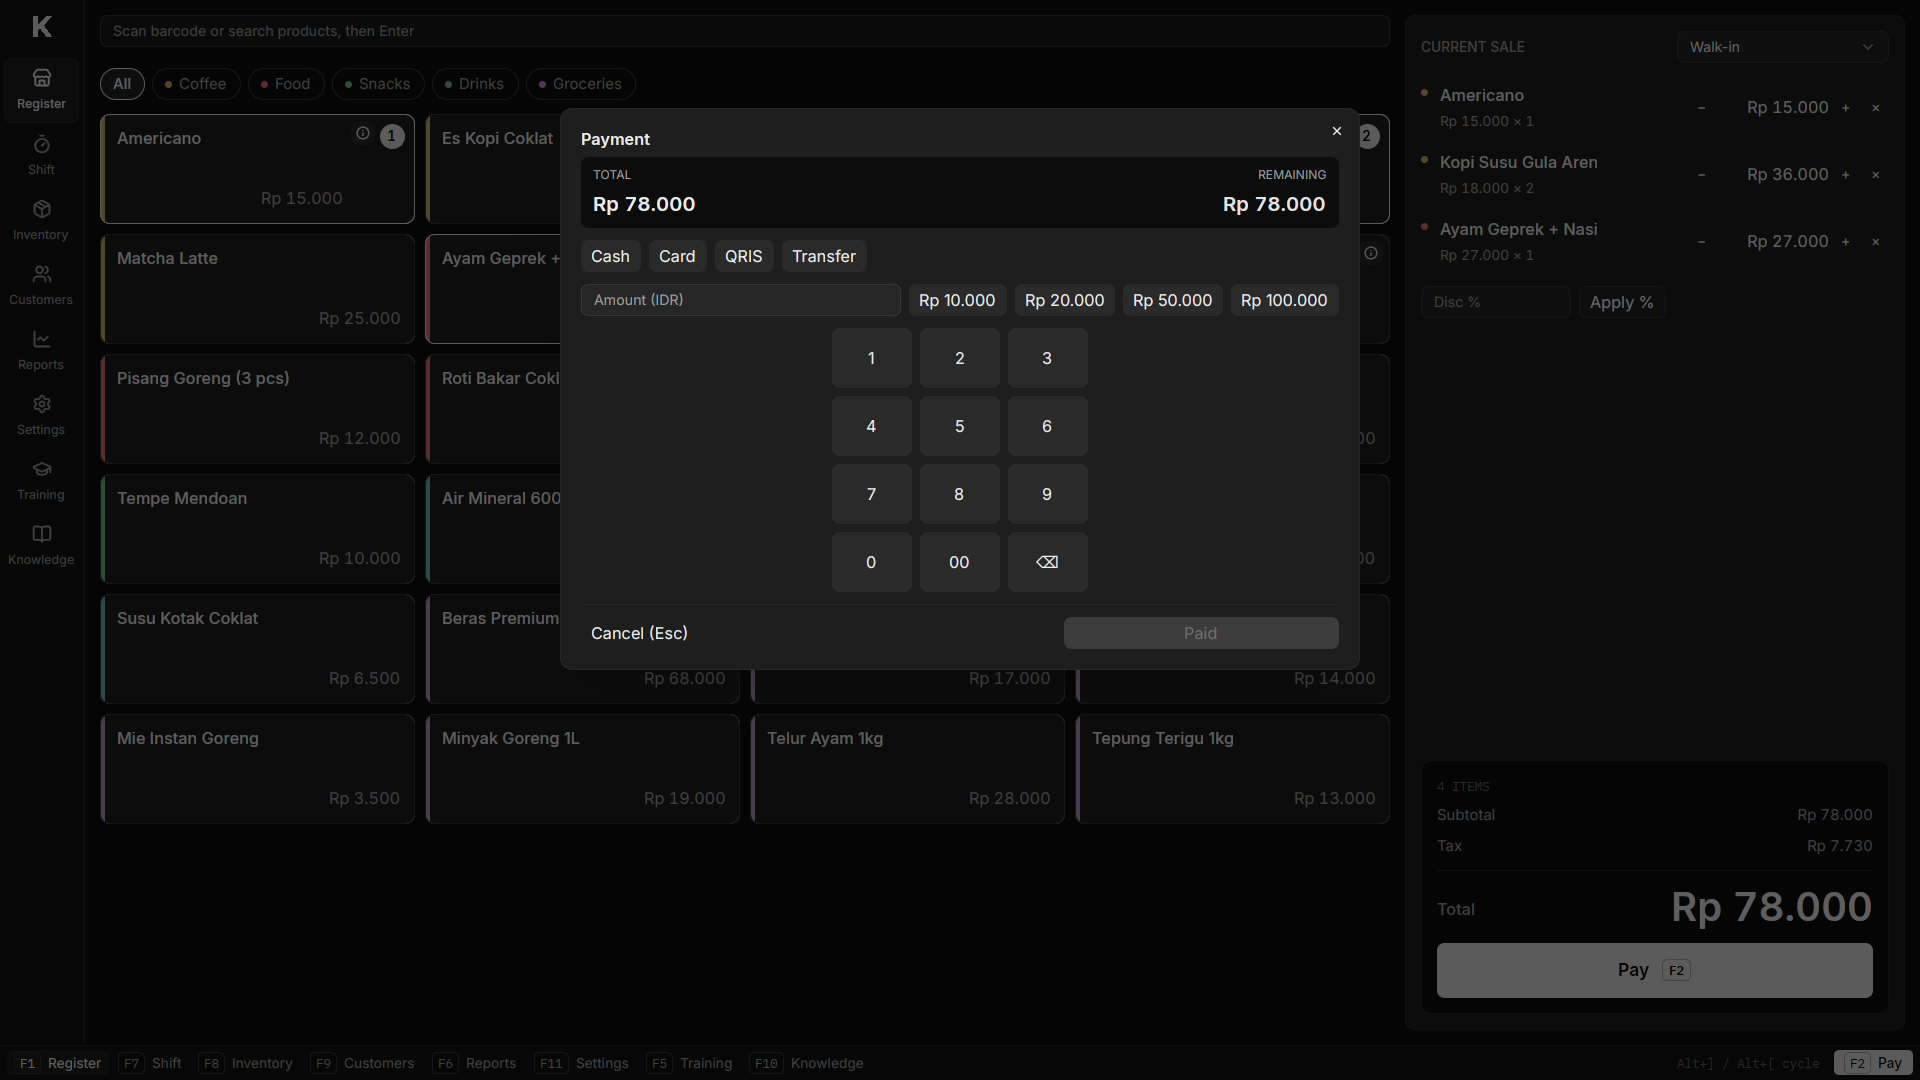 K
Scan barcode or search products, then Enter
All
Coffee
Food
Snacks
Drinks
Groceries
Register
Shift
Inventory
Customers
Reports
Settings
Training
Knowledge
Americano
1
Rp 15.000
Es Kopi Coklat
2
Matcha Latte
Rp 25.000
Ayam Geprek +
Pisang Goreng (3 pcs)
Rp 12.000
Roti Bakar Cokl
Tempe Mendoan
Rp 10.000
Air Mineral 600
Susu Kotak Coklat
Rp 6.500
Beras Premium
Rp 68.000
Rp 17.000
Rp 14.000
Mie Instan Goreng
Rp 3.500
Minyak Goreng 1L
Rp 19.000
Telur Ayam 1kg
Rp 28.000
Tepung Terigu 1kg
Rp 13.000
Payment
×
TOTAL
REMAINING
Rp 78.000
Rp 78.000
Cash
Card
QRIS
Transfer
Amount (IDR)
Rp 10.000
Rp 20.000
Rp 50.000
Rp 100.000
1
2
3
4
5
6
7
8
9
0
00
⌫
Cancel (Esc)
Paid
CURRENT SALE
Walk-in
Americano
Rp 15.000 × 1
−
Rp 15.000
+
×
Kopi Susu Gula Aren
Rp 18.000 × 2
−
Rp 36.000
+
×
Ayam Geprek + Nasi
Rp 27.000 × 1
−
Rp 27.000
+
×
Disc %
Apply %
4 ITEMS
Subtotal
Rp 78.000
Tax
Rp 7.730
Total
Rp 78.000
Pay F2
F1 Register
F7 Shift
F8 Inventory
F9 Customers
F6 Reports
F11 Settings
F5 Training
F10 Knowledge
Alt+] / Alt+[ cycle
F2 Pay